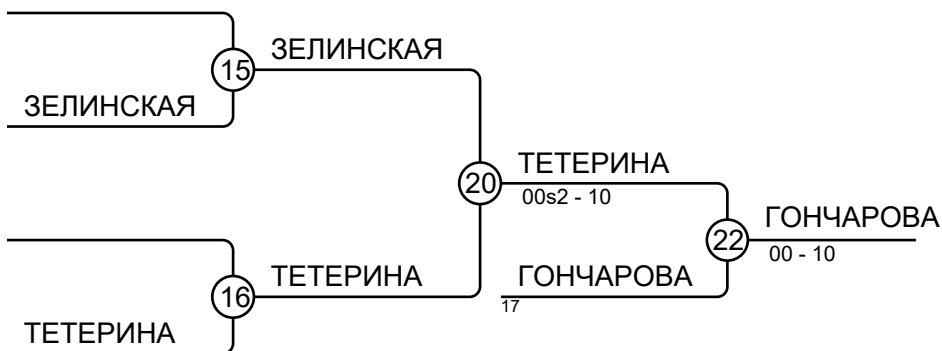 ЗЕЛИНСКАЯ
15
ЗЕЛИНСКАЯ
ТЕТЕРИНА
20
00s2 - 10
ГОНЧАРОВА
22
00 - 10
ТЕТЕРИНА
ГОНЧАРОВА
16
17
ТЕТЕРИНА